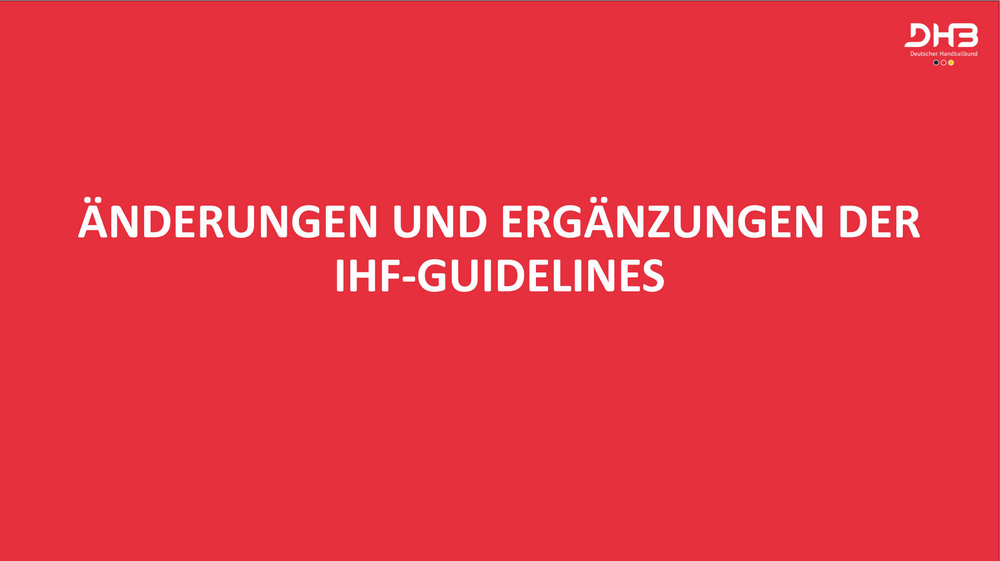 DHB
Deutscher Handballbund
ÄNDERUNGEN UND ERGÄNZUNGEN DER
IHF-GUIDELINES